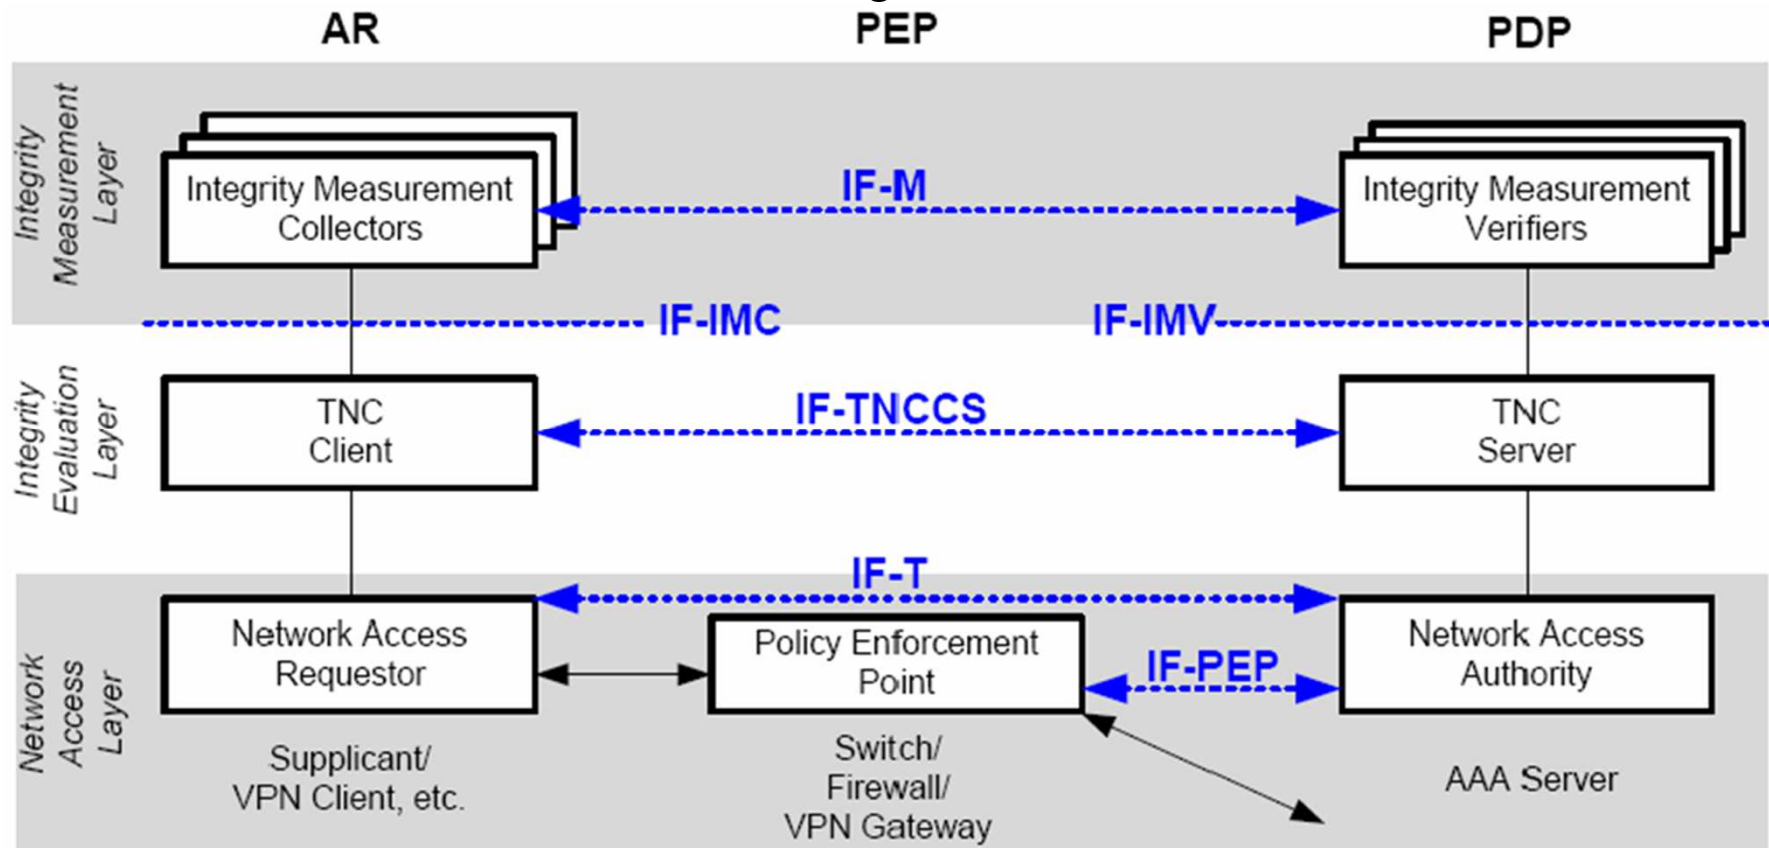 AR
PEP
PDP
Integrity
Measurement
Layer
Integrity Measurement
Collectors
IF-M
Integrity Measurement
Verifiers
IF-IMC
IF-IMV
Integrity
Evaluation
Layer
TNC
Client
IF-TNCCS
TNC
Server
Network
Access
Layer
IF-T
Network Access
Requestor
Policy Enforcement
Point
IF-PEP
Network Access
Authority
Supplicant/
VPN Client, etc.
Switch/
Firewall/
VPN Gateway
AAA Server